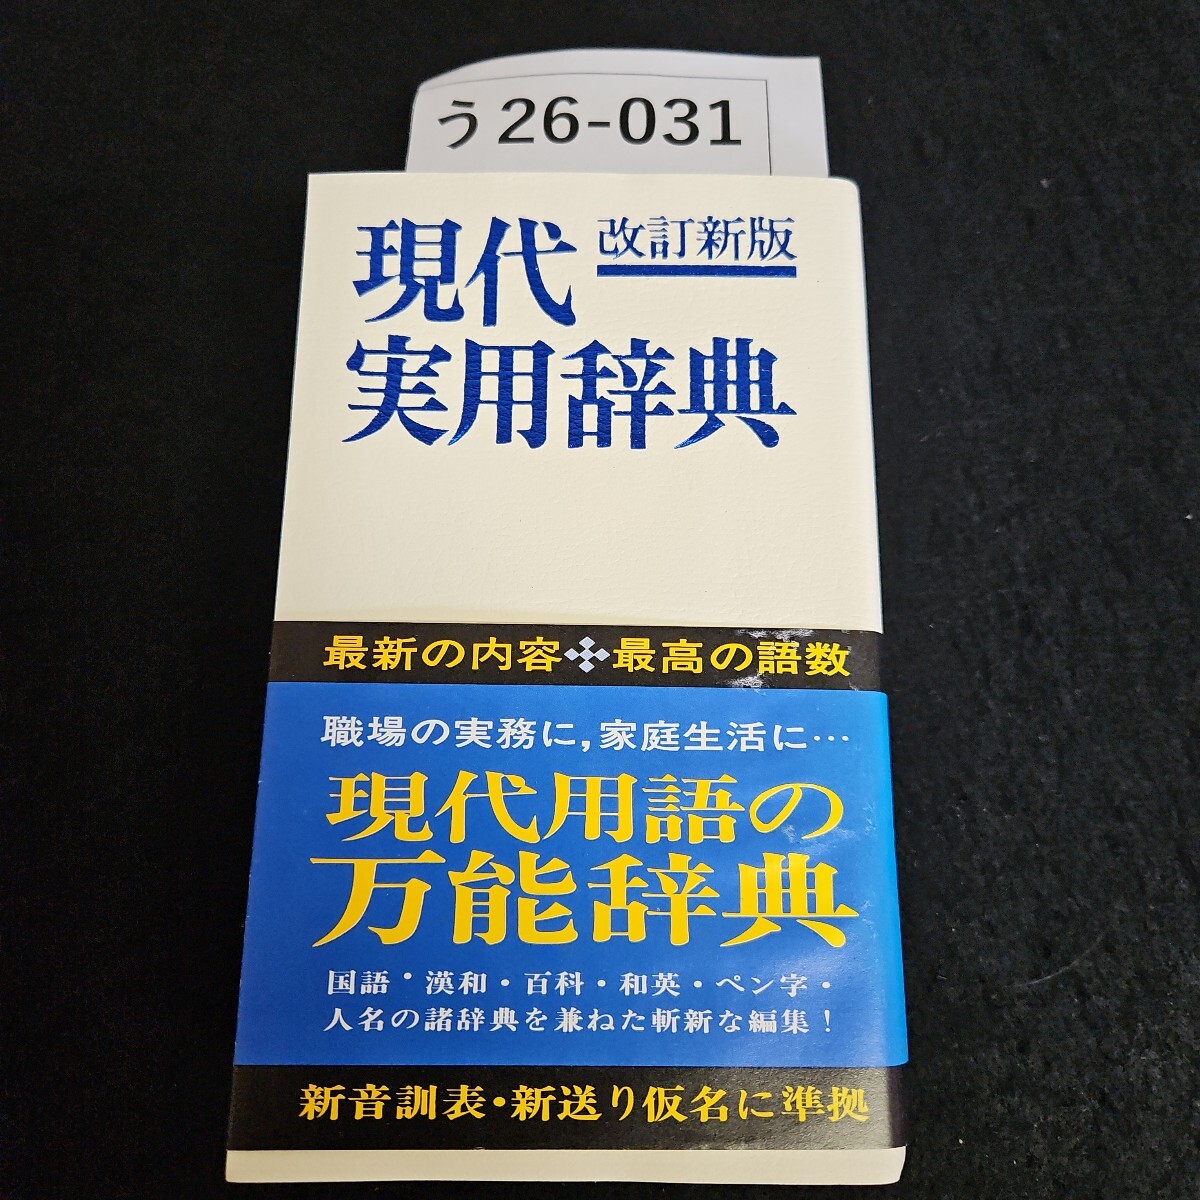 う26-031
改訂新版
現代
実用辞典
最新の内容 最高の語数
職場の実務に,家庭生活に…
現代用語の
万能辞典
国語・漢和・百科・和英・ペン字・
人名の諸辞典を兼ねた斬新な編集!
新音訓表・新送り仮名に準拠